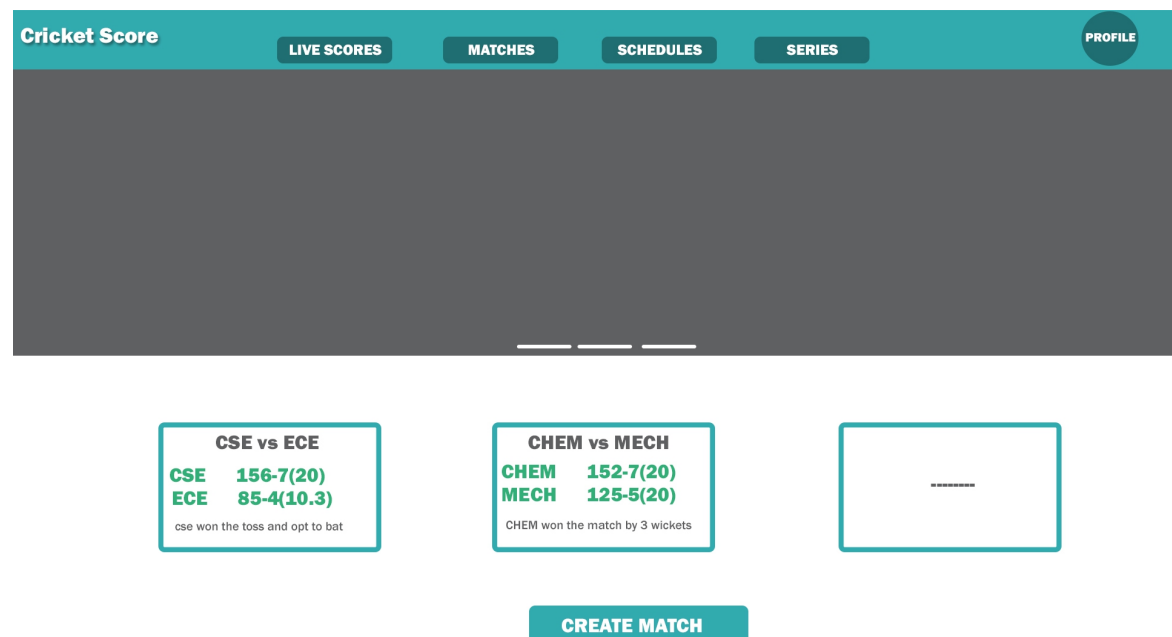 Cricket Score
LIVE SCORES
MATCHES
SCHEDULES
SERIES
PROFILE
CSE vs ECE
CSE 156-7(20)
ECE 85-4(10.3)
cse won the toss and opt to bat
CHEM vs MECH
CHEM 152-7(20)
MECH 125-5(20)
CHEM won the match by 3 wickets
--------
CREATE MATCH